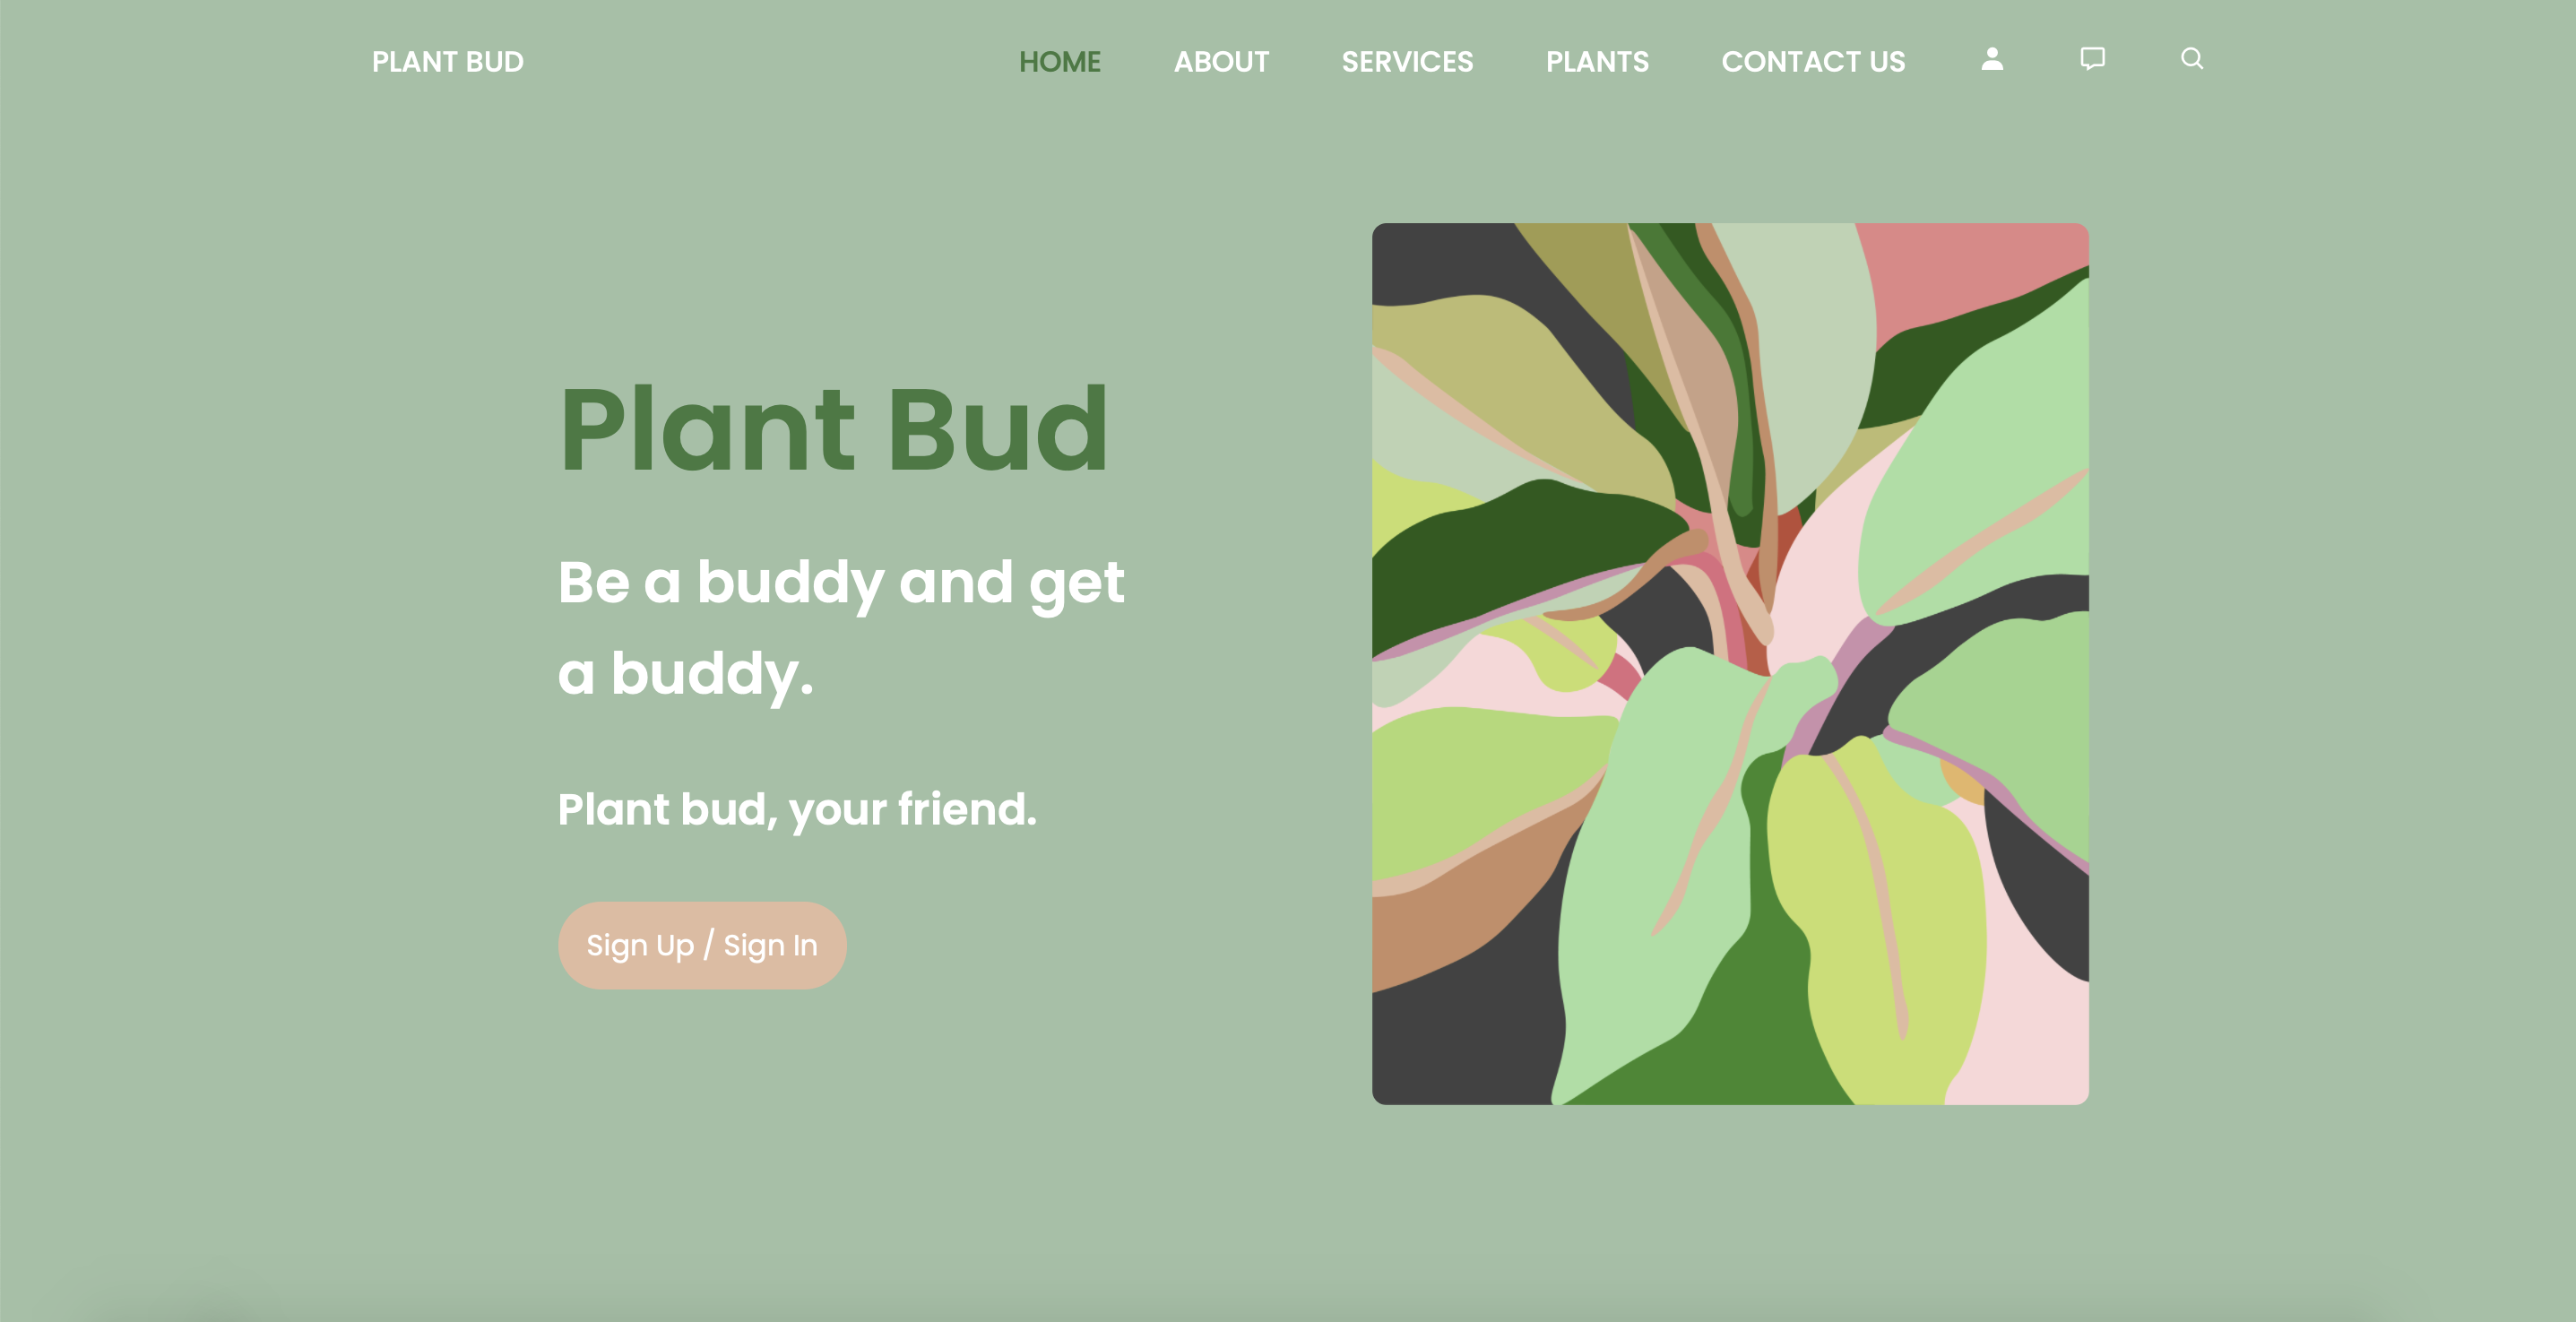 PLANT BUD
HOME
ABOUT
SERVICES
PLANTS
CONTACT US
Plant Bud
Be a buddy and get
a buddy.
Plant bud, your friend.
Sign Up / Sign In